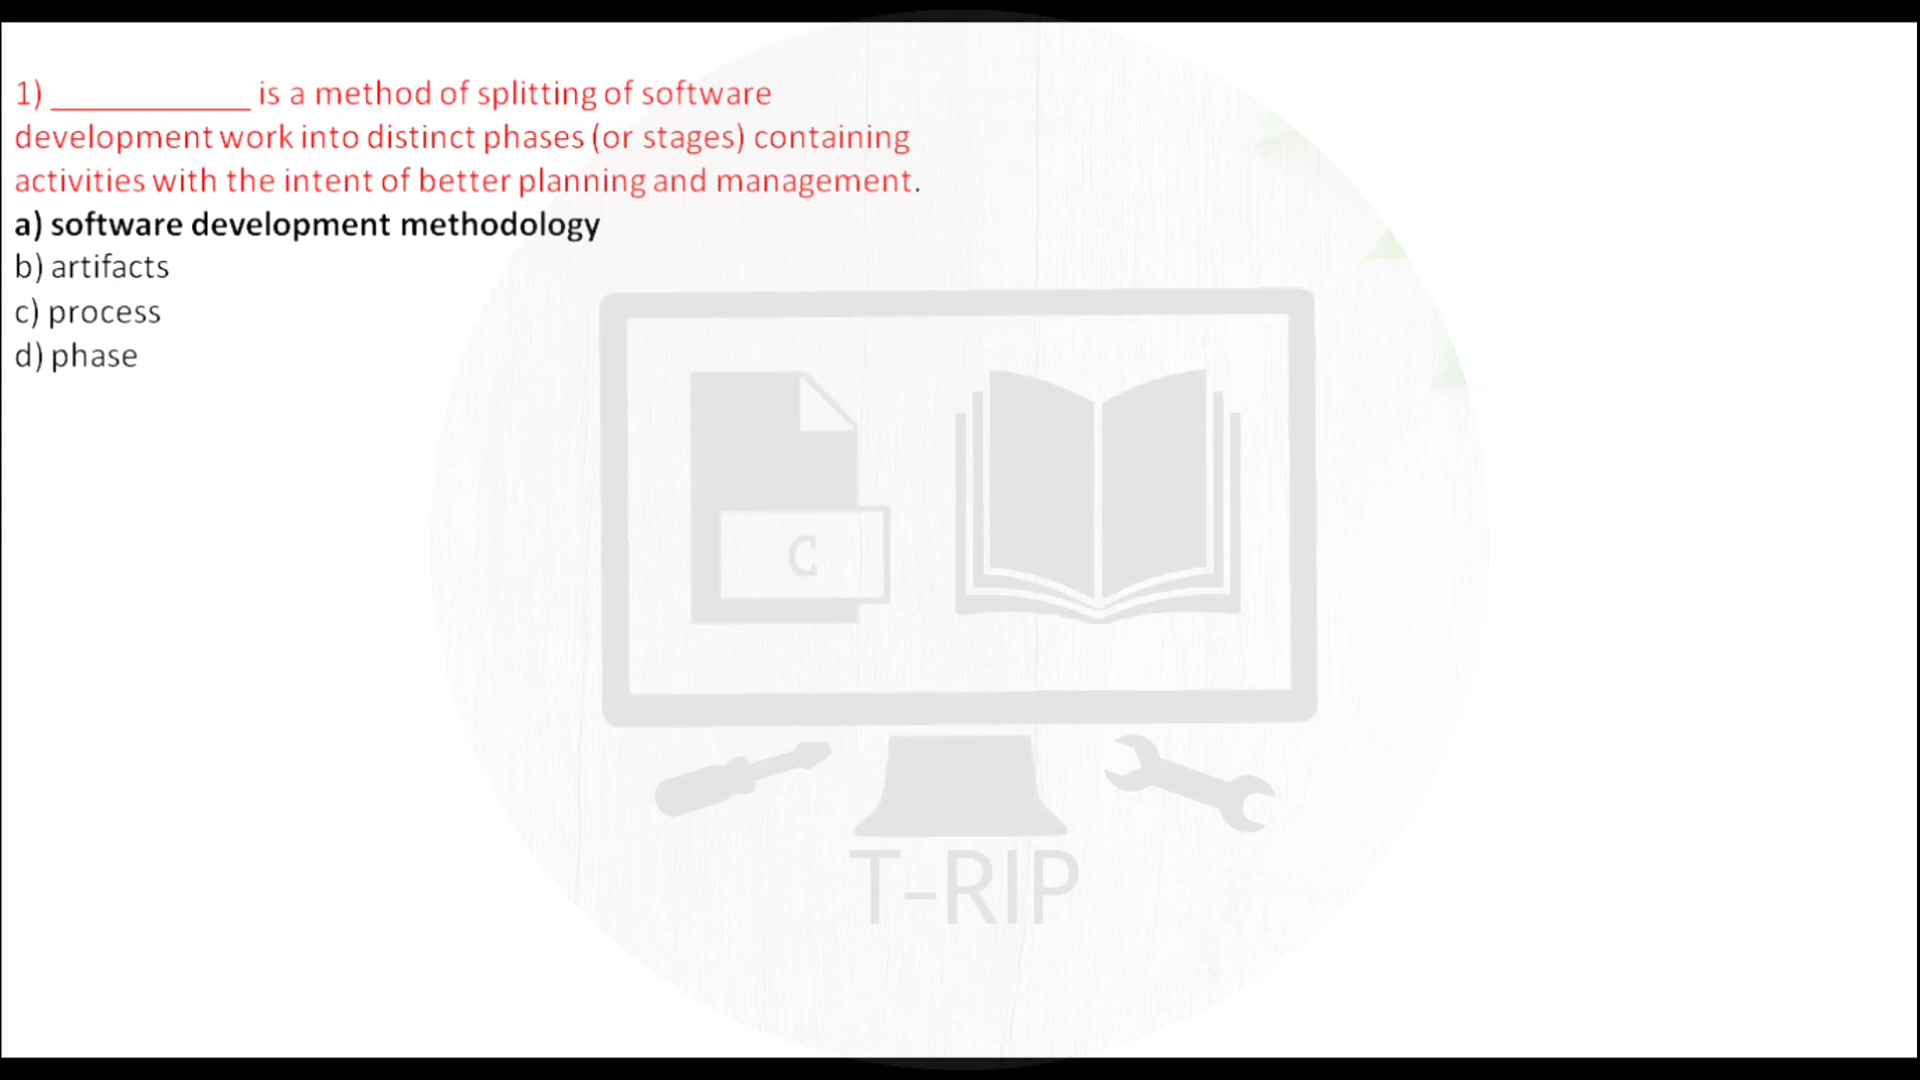 1) ____________ is a method of splitting of software
development work into distinct phases (or stages) containing
activities with the intent of better planning and management.
a) software development methodology
b) artifacts
c) process
d) phase
C
T-RIP